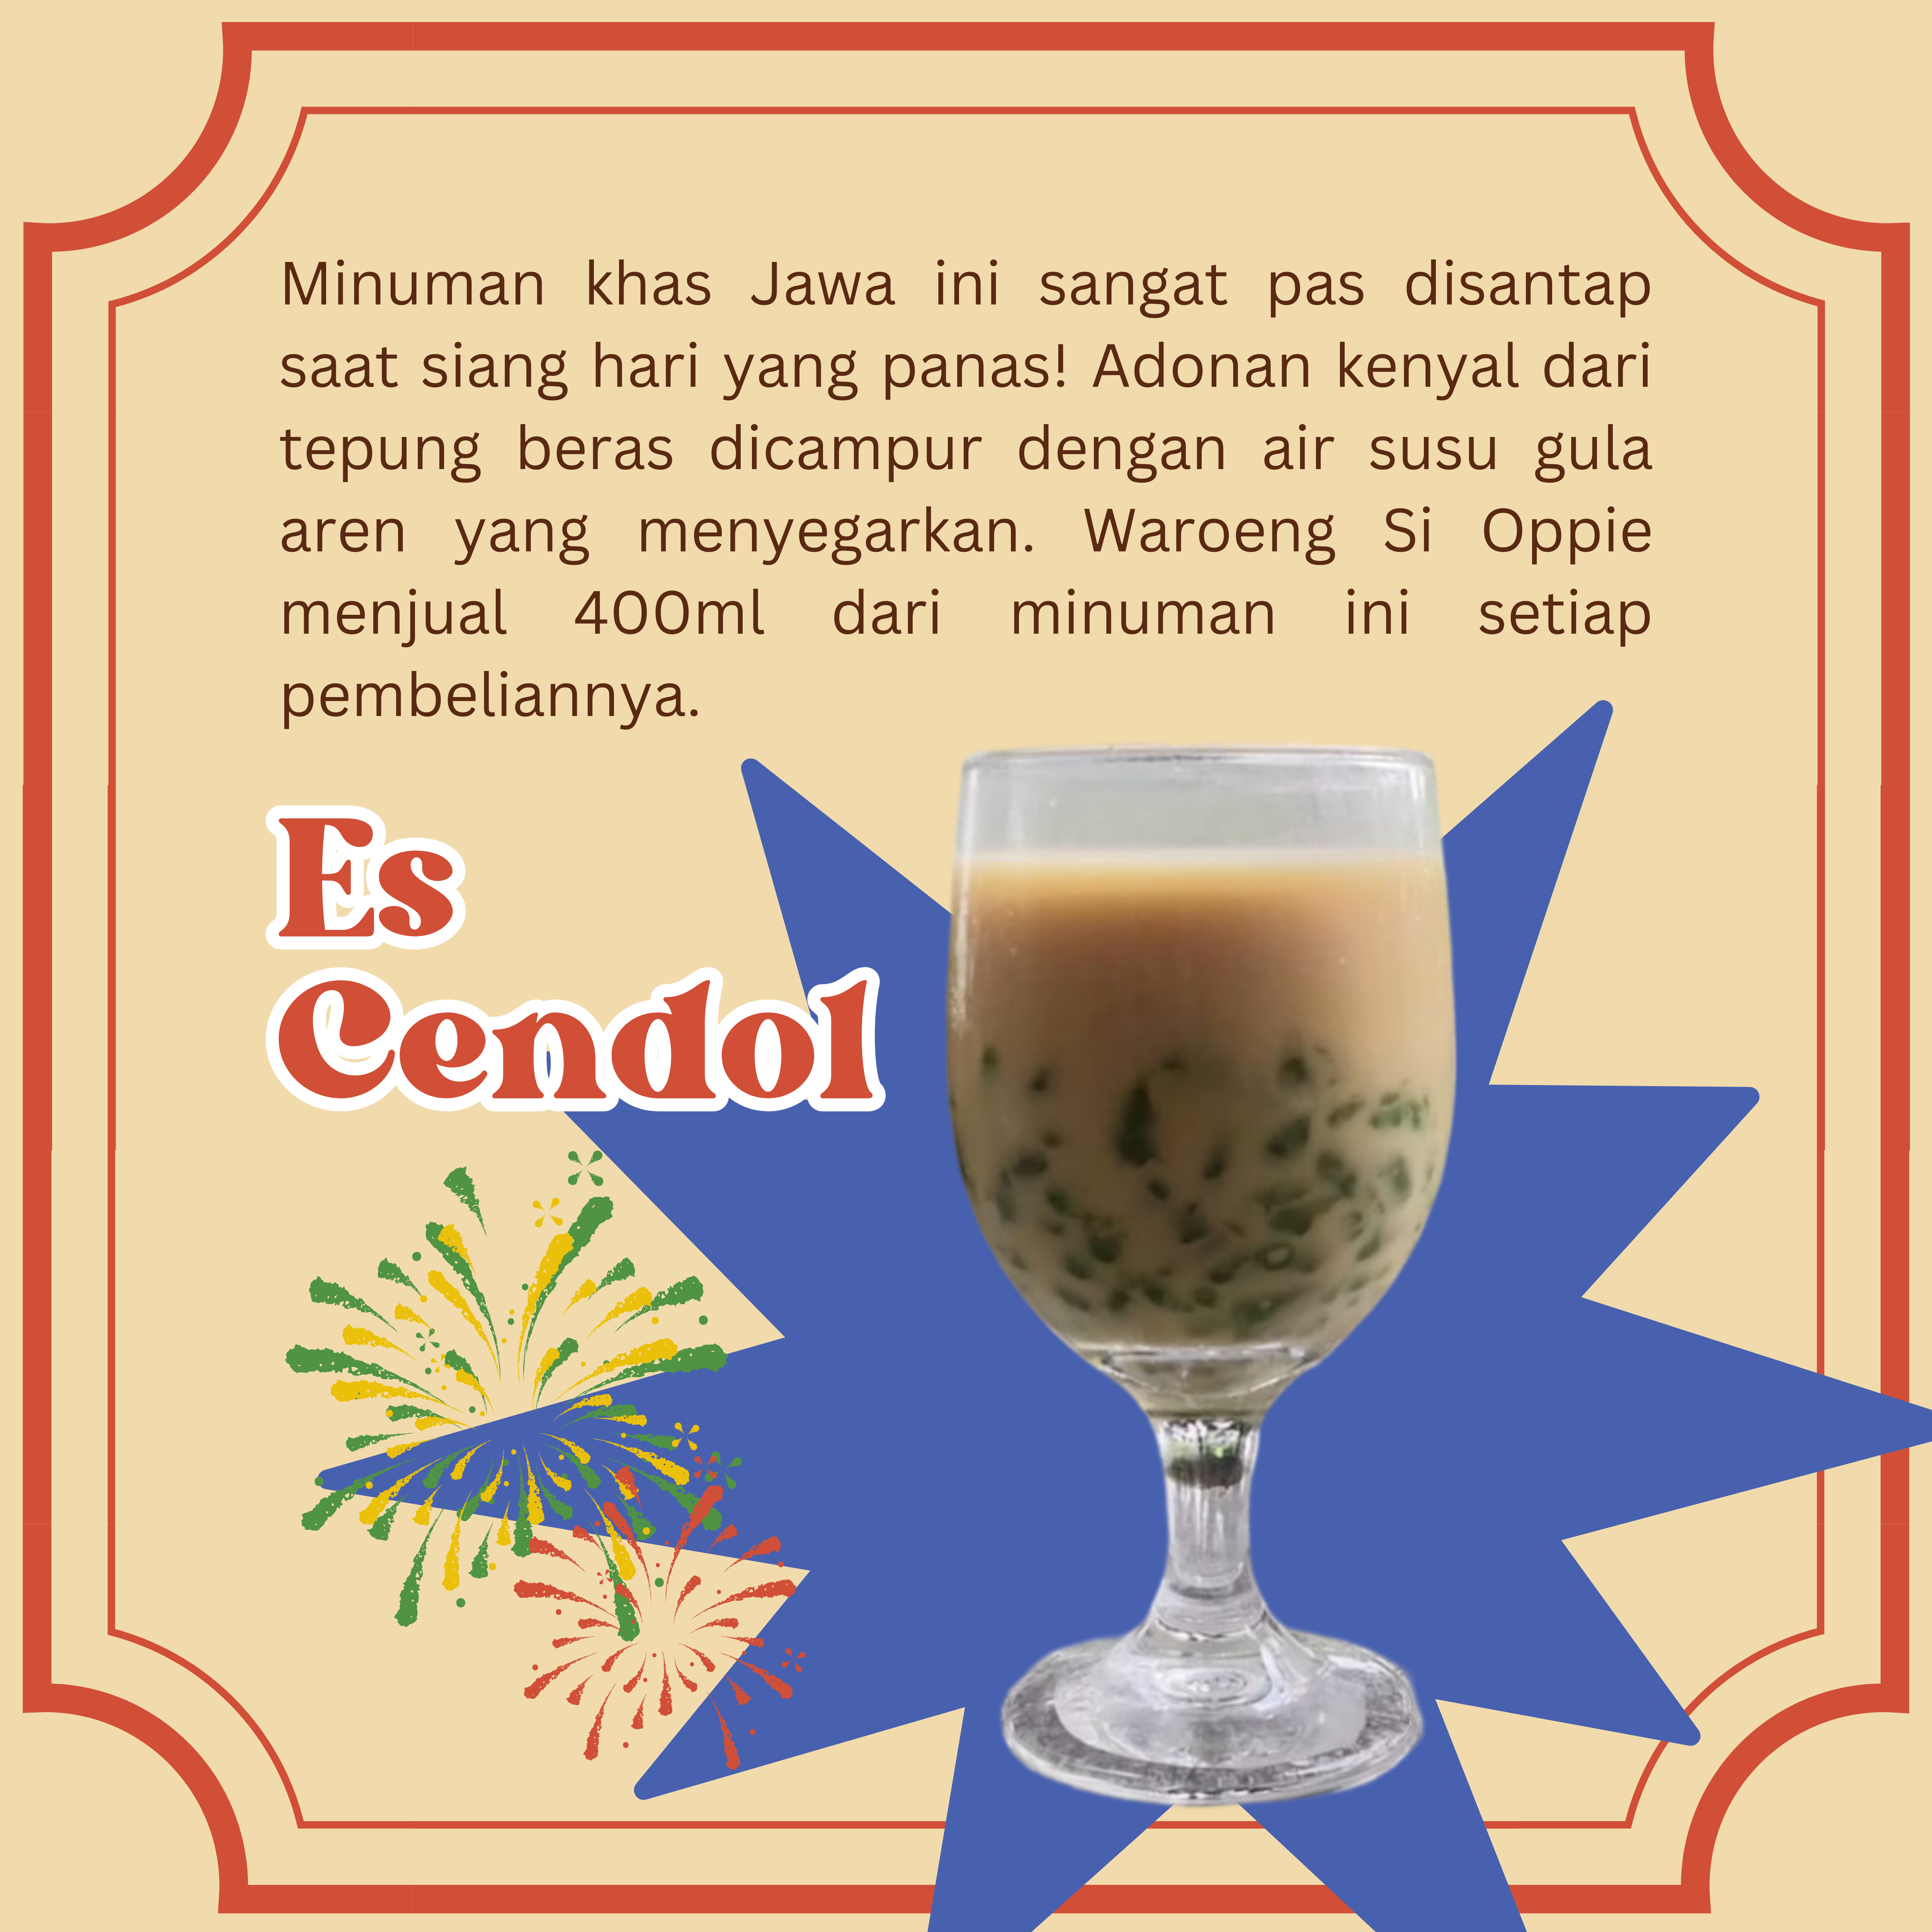 Minuman khas Jawa ini sangat pas disantap
saat siang hari yang panas! Adonan kenyal dari
tepung beras dicampur dengan air susu gula
aren yang menyegarkan. Waroeng Si Oppie
menjual 400ml dari minuman ini setiap
pembeliannya.
Es
Cendol